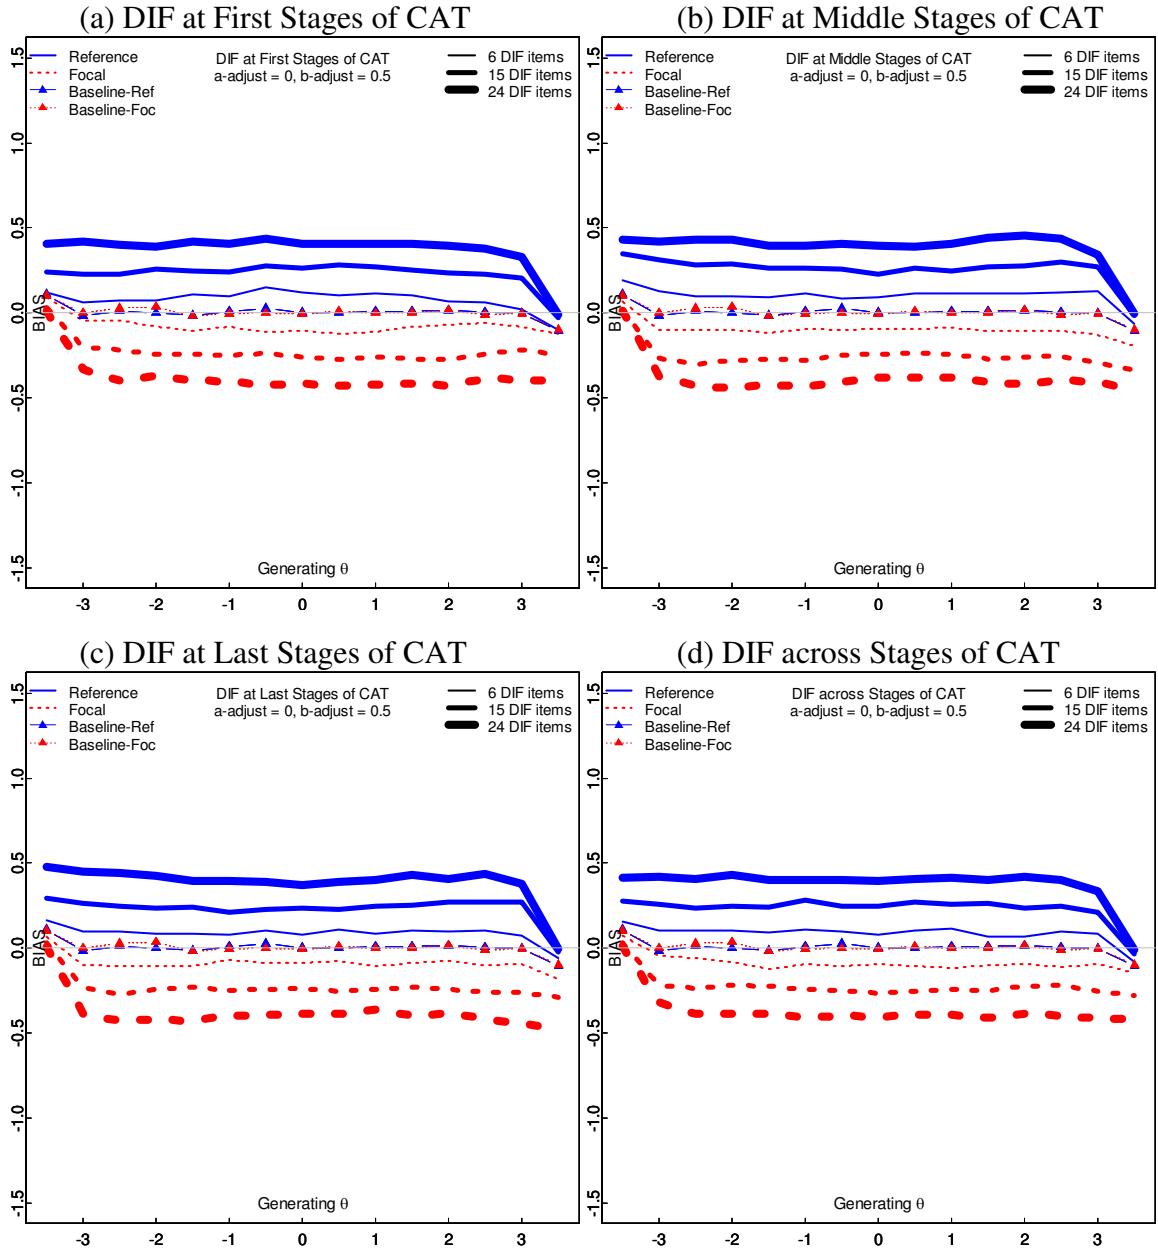 (a) DIF at First Stages of CAT
Reference
Focal
Baseline-Ref
Baseline-Foc
DIF at First Stages of CAT
a-adjust = 0, b-adjust = 0.5
6 DIF items
15 DIF items
24 DIF items
1.5
1.0
0.5
0.0
-0.5
-1.0
-1.5
BIAS
Generating θ
-3 -2 -1 0 1 2 3
(b) DIF at Middle Stages of CAT
Reference
Focal
Baseline-Ref
Baseline-Foc
DIF at Middle Stages of CAT
a-adjust = 0, b-adjust = 0.5
6 DIF items
15 DIF items
24 DIF items
1.5
1.0
0.5
0.0
-0.5
-1.0
-1.5
BIAS
Generating θ
-3 -2 -1 0 1 2 3
(c) DIF at Last Stages of CAT
Reference
Focal
Baseline-Ref
Baseline-Foc
DIF at Last Stages of CAT
a-adjust = 0, b-adjust = 0.5
6 DIF items
15 DIF items
24 DIF items
1.5
1.0
0.5
0.0
-0.5
-1.0
-1.5
BIAS
Generating θ
-3 -2 -1 0 1 2 3
(d) DIF across Stages of CAT
Reference
Focal
Baseline-Ref
Baseline-Foc
DIF across Stages of CAT
a-adjust = 0, b-adjust = 0.5
6 DIF items
15 DIF items
24 DIF items
1.5
1.0
0.5
0.0
-0.5
-1.0
-1.5
BIAS
Generating θ
-3 -2 -1 0 1 2 3